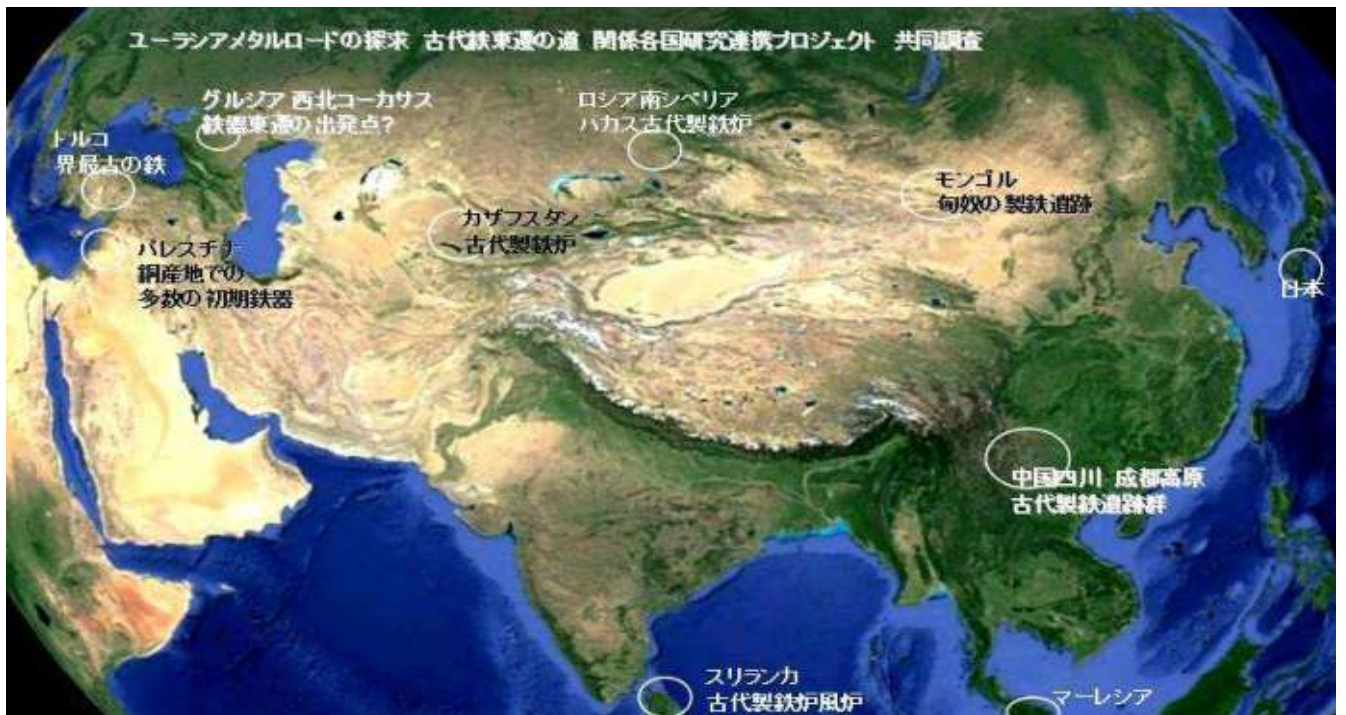 ユーラシアメタルロードの探求 古代鉄東遷の道 関係各国研究連携プロジェクト 共同調査
グルジア 西北コーカサス
鉄器東遷の出発点?
ロシア南シベリア
ハカス古代製鉄炉
トルコ
界最古の鉄
モンゴル
匈奴の製鉄遺跡
カザフスタン
古代製鉄炉
パレスチナ
銅産地での
多数の初期鉄器
日本
中国四川 成都高原
古代製鉄遺跡群
スリランカ
古代製鉄炉風炉
マーレシア